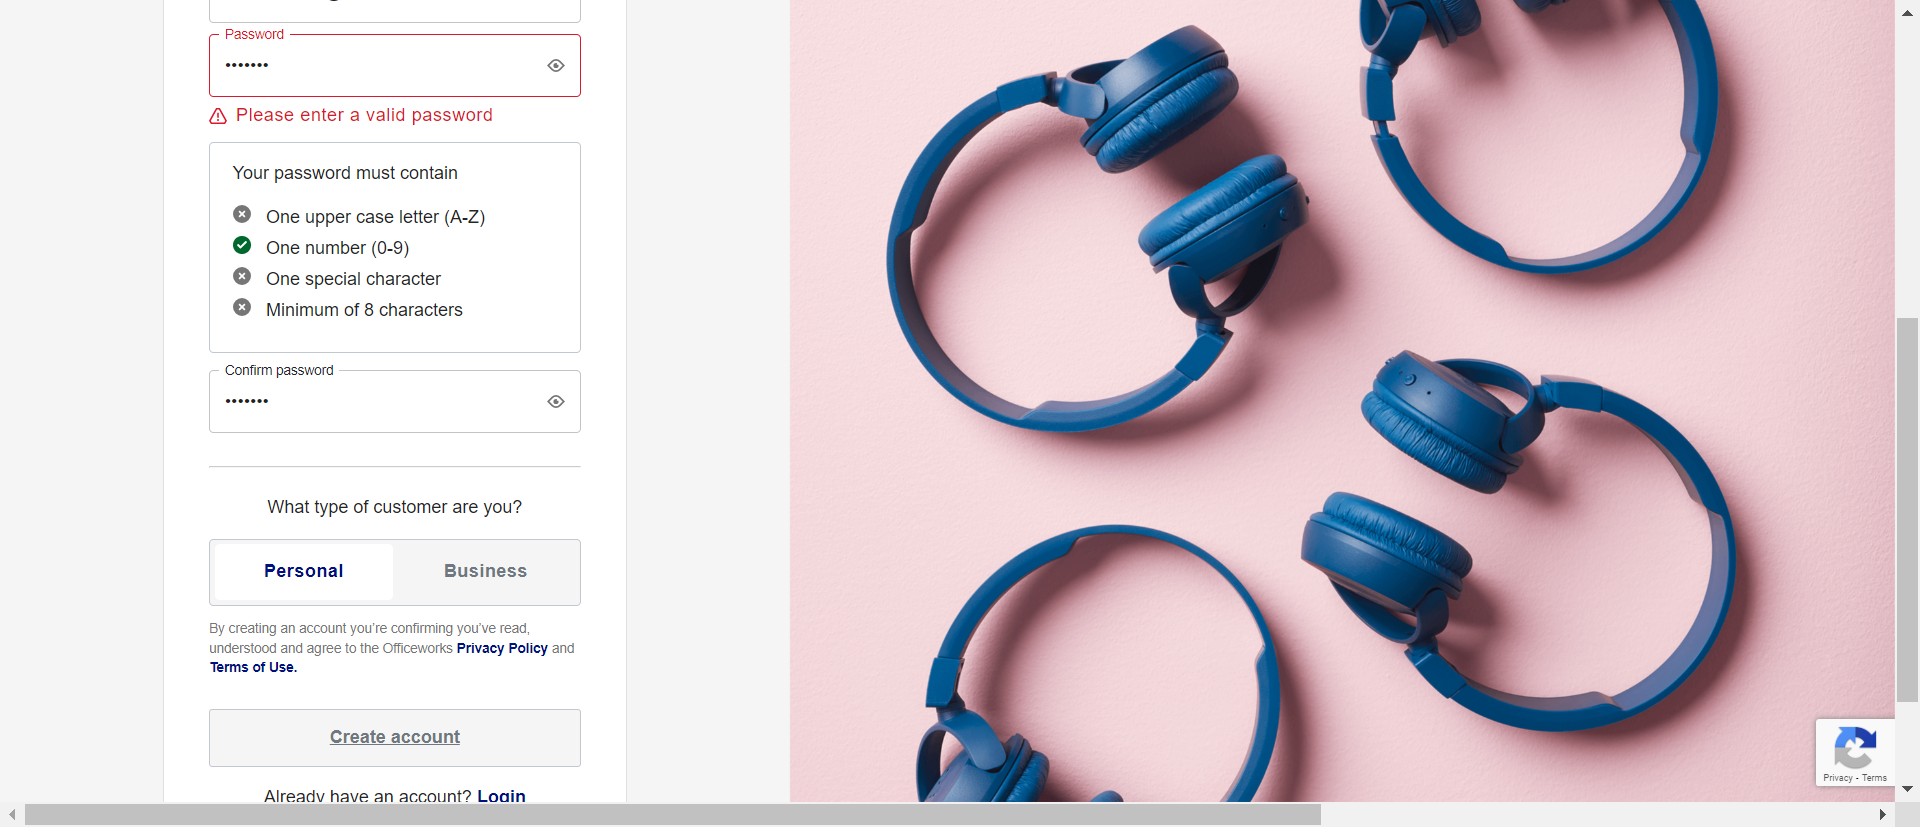 Password
•••••••
Please enter a valid password
Your password must contain
One upper case letter (A-Z)
One number (0-9)
One special character
Minimum of 8 characters
Confirm password
•••••••
What type of customer are you?
Personal
Business
By creating an account you're confirming you've read,
understood and agree to the Officeworks Privacy Policy and
Terms of Use.
Create account
Already have an account? Login
Privacy - Terms